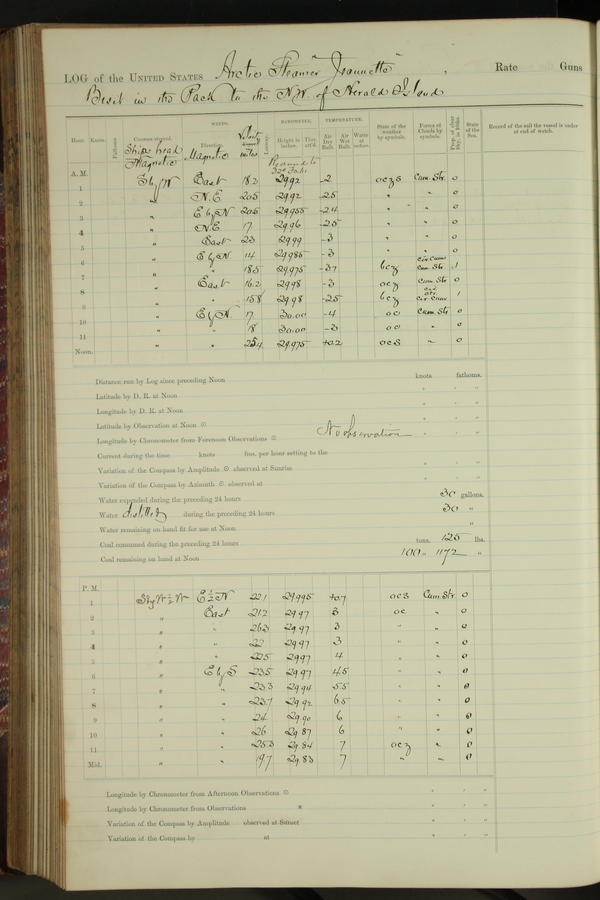 LOG of the UNITED STATES Arctic Steamer "Jeannette", Rate Guns
Beset in the Pack to the NW of Herald Island
Hour. Knots. Fathoms. Courses steered. WINDS. Direction. Velocity Leeway. BAROMETER. Height in inches. Ther. att'd. TEMPERATURE. Air Dry Bulb. Air Wet Bulb. Water at surface. State of the weather by symbols. Forms of Clouds by symbols. Prop. of clear sky, in 10ths. State of the Sea. Record of the sail the vessel is under at end of watch.
Ship's head Magnetic Magnetic Reduced to 32° Fahr
A. M.
1 S by W East 18.2 29.92 -2 ocqs Cum. Str. 0
2 " N.E 20.5 29.92 -2.5 " " 0
3 " E by N 20.5 29.955 -2.4 " " 0
4 " N.E. 17 29.96 -2.5 " " 0
5 " East 23 29.99 -3 " " 0
6 " E by N 14 29.985 -3 " " 0
7 " " 18.5 29.975 -3.7 bcz Cir. Cum Cum. Str 1
8 " East 16.2 29.98 -3 ocz Cum. Str 0
9 " " 15.8 29.98 -2.5 bcz Cir. Str. Cir. Cum 1
10 " E by N 17 30.00 -4 oc Cum. Str 0
11 " " 18 30.00 -3 oc " 0
Noon. " " 25.4 29.975 +0.2 ocs " 0
Distance run by Log since preceding Noon knots fathoms.
Latitude by D. R. at Noon
Longitude by D. R. at Noon
Latitude by Observation at Noon ☉
Longitude by Chronometer from Forenoon Observations ☉ No observation
Current during the time knots fms. per hour setting to the
Variation of the Compass by Amplitude ☉ observed at Sunrise
Variation of the Compass by Azimuth ☉ observed at
Water expended during the preceding 24 hours 30 gallons.
Water distilled during the preceding 24 hours 30 "
Water remaining on hand fit for use at Noon "
Coal consumed during the preceding 24 hours tons. 125 lbs.
Coal remaining on hand at Noon 100 " 1172 "
P. M.
1 S by W ½ W E ½ N 22.1 29.995 +0.7 ocs Cum. Str 0
2 " East 21.2 29.97 3 oc " 0
3 " " 26.3 29.97 3 " " 0
4 " " 22 29.97 3 " " 0
5 " " 22.5 29.97 4 " " 0
6 " E by S 23.5 29.97 4.5 " " 0
7 " " 23.3 29.94 5.5 " " 0
8 " " 23.7 29.92 6.5 " " 0
9 " " 24 29.90 6 " " 0
10 " " 26 29.87 6 " " 0
11 " " 25.3 29.84 7 ocz " 0
Mid. " " 19.7 29.83 7 " " 0
Longitude by Chronometer from Afternoon Observations ☉
Longitude by Chronometer from Observations *
Variation of the Compass by Amplitude observed at Sunset
Variation of the Compass by at